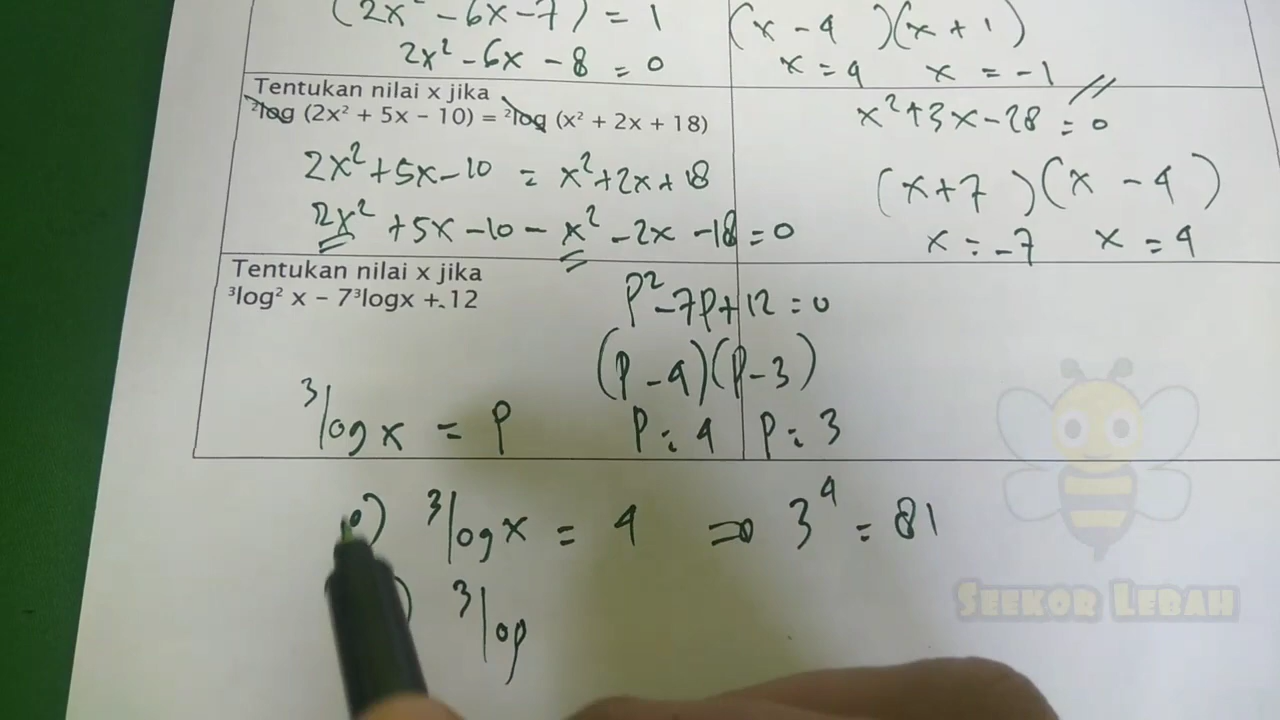 (2x² - 6x - 7) = 1
2x² - 6x - 8 = 0
(x - 4)(x + 1)
x = 4 x = -1
Tentukan nilai x jika
²log (2x² + 5x – 10) = ²log (x² + 2x + 18)
2x² + 5x - 10 = x² + 2x + 18
2x² + 5x - 10 - x² - 2x - 18 = 0
x² + 3x - 28 = 0
(x + 7)(x - 4)
x = -7 x = 4
Tentukan nilai x jika
³log² x – 7³logx + 12
p² - 7p + 12 = 0
(p - 4)(p - 3)
³log x = p
p = 4 p = 3
³log x = 4 ⇒ 3⁴ = 81
³lop
SEEKOR LEBAH